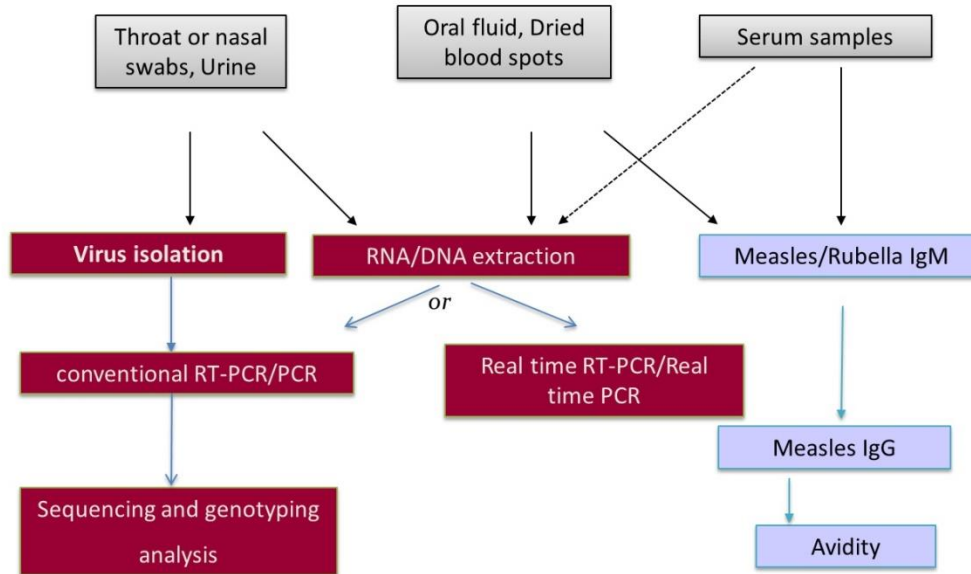 Throat or nasal
swabs, Urine
Oral fluid, Dried
blood spots
Serum samples
Virus isolation
RNA/DNA extraction
Measles/Rubella IgM
or
conventional RT-PCR/PCR
Real time RT-PCR/Real
time PCR
Measles IgG
Sequencing and genotyping
analysis
Avidity